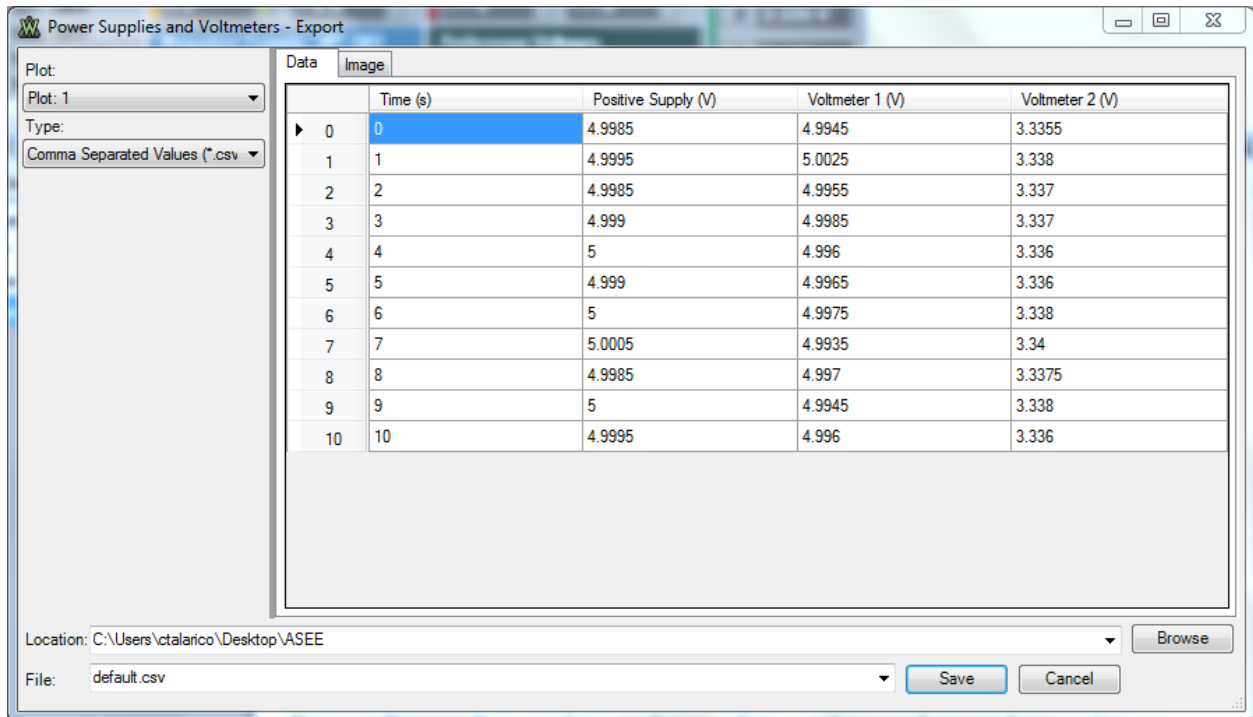 Power Supplies and Voltmeters - Export
Plot:
Plot: 1
Type:
Comma Separated Values (*.csv
Data Image
Time (s) Positive Supply (V) Voltmeter 1 (V) Voltmeter 2 (V)
0 0 4.9985 4.9945 3.3355
1 1 4.9995 5.0025 3.338
2 2 4.9985 4.9955 3.337
3 3 4.999 4.9985 3.337
4 4 5 4.996 3.336
5 5 4.999 4.9965 3.336
6 6 5 4.9975 3.338
7 7 5.0005 4.9935 3.34
8 8 4.9985 4.997 3.3375
9 9 5 4.9945 3.338
10 10 4.9995 4.996 3.336
Location: C:\Users\ctalarico\Desktop\ASEE Browse
File: default.csv Save Cancel